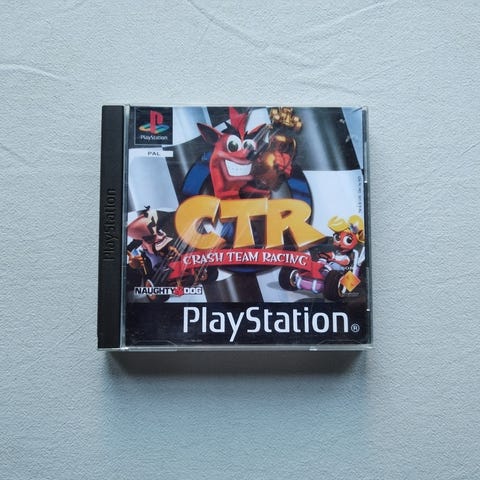 PlayStation
PAL
PlayStation
CTR
CRASH TEAM RACING
NAUGHTY DOG
PlayStation®